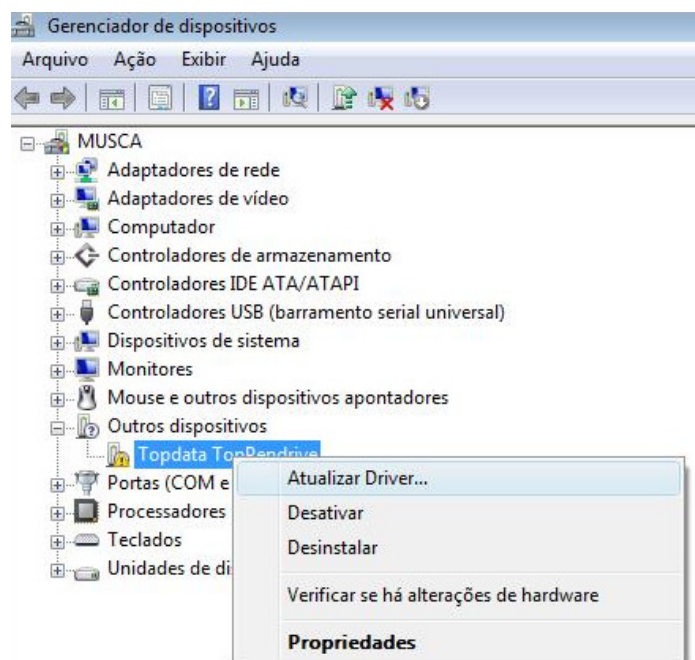 Gerenciador de dispositivos
Arquivo Ação Exibir Ajuda
MUSCA
Adaptadores de rede
Adaptadores de vídeo
Computador
Controladores de armazenamento
Controladores IDE ATA/ATAPI
Controladores USB (barramento serial universal)
Dispositivos de sistema
Monitores
Mouse e outros dispositivos apontadores
Outros dispositivos
Topdata TopPendrive
Portas (COM e
Processadores
Teclados
Unidades de di
Atualizar Driver...
Desativar
Desinstalar
Verificar se há alterações de hardware
Propriedades